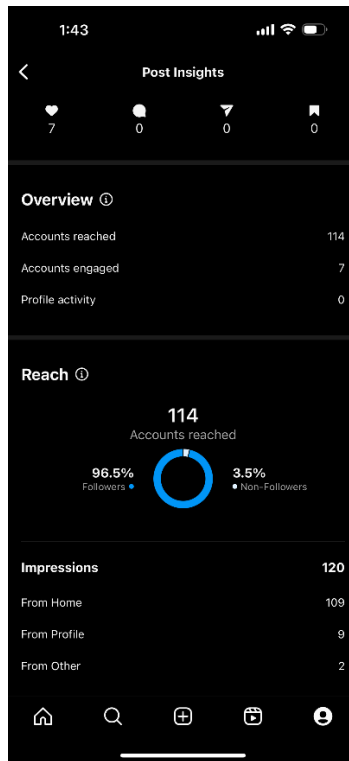 1:43
Post Insights
7 0 0 0
Overview
Accounts reached 114
Accounts engaged 7
Profile activity 0
Reach
114
Accounts reached
96.5% 3.5%
Followers Non-Followers
Impressions 120
From Home 109
From Profile 9
From Other 2